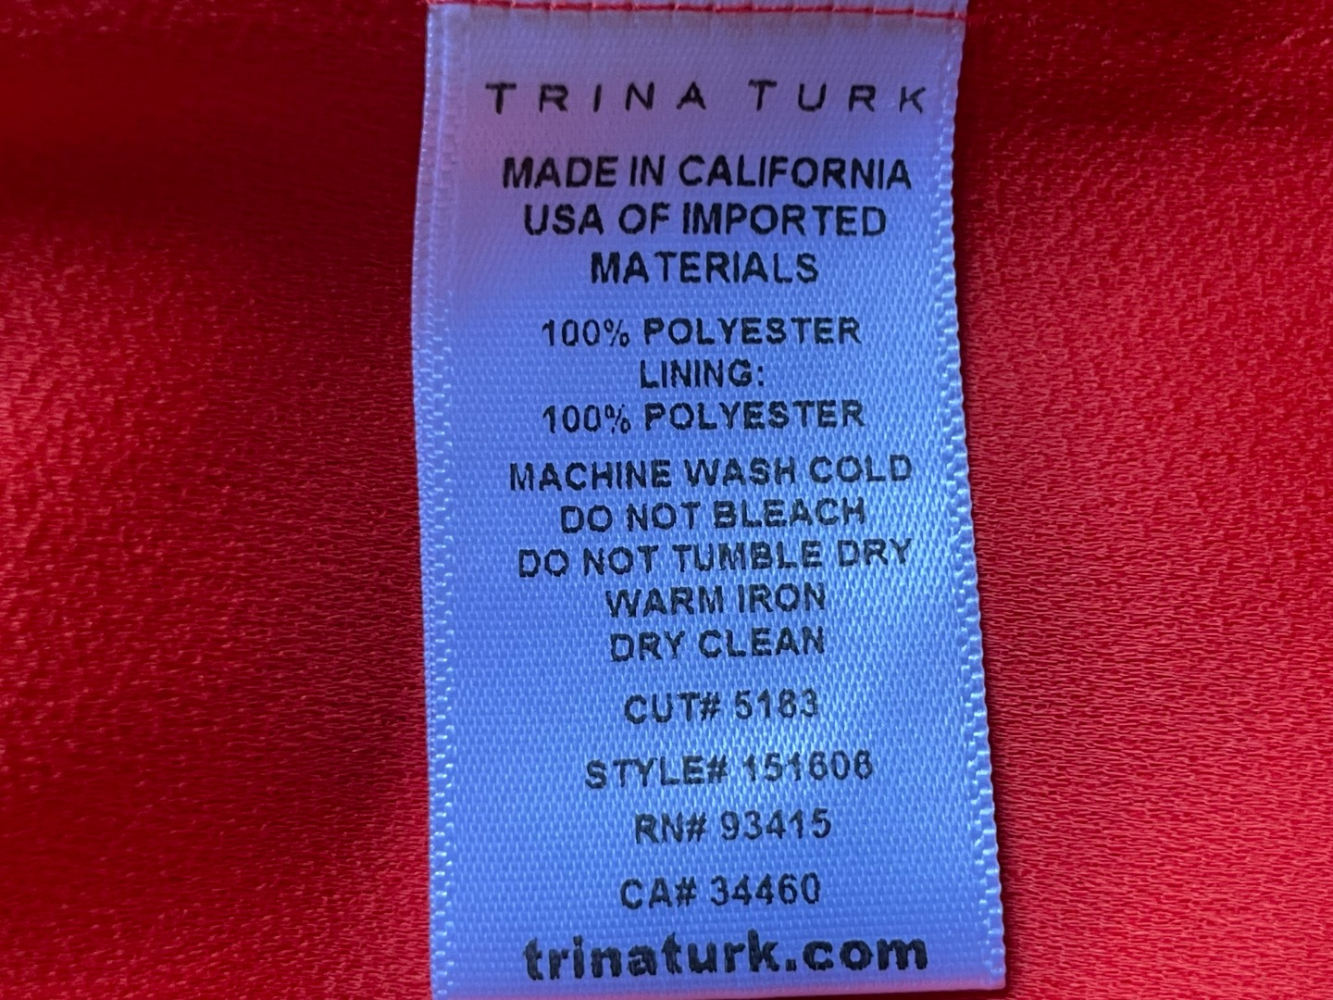 TRINA TURK
MADE IN CALIFORNIA
USA OF IMPORTED
MATERIALS
100% POLYESTER
LINING:
100% POLYESTER
MACHINE WASH COLD
DO NOT BLEACH
DO NOT TUMBLE DRY
WARM IRON
DRY CLEAN
CUT# 5183
STYLE# 151606
RN# 93415
CA# 34460
trinaturk.com